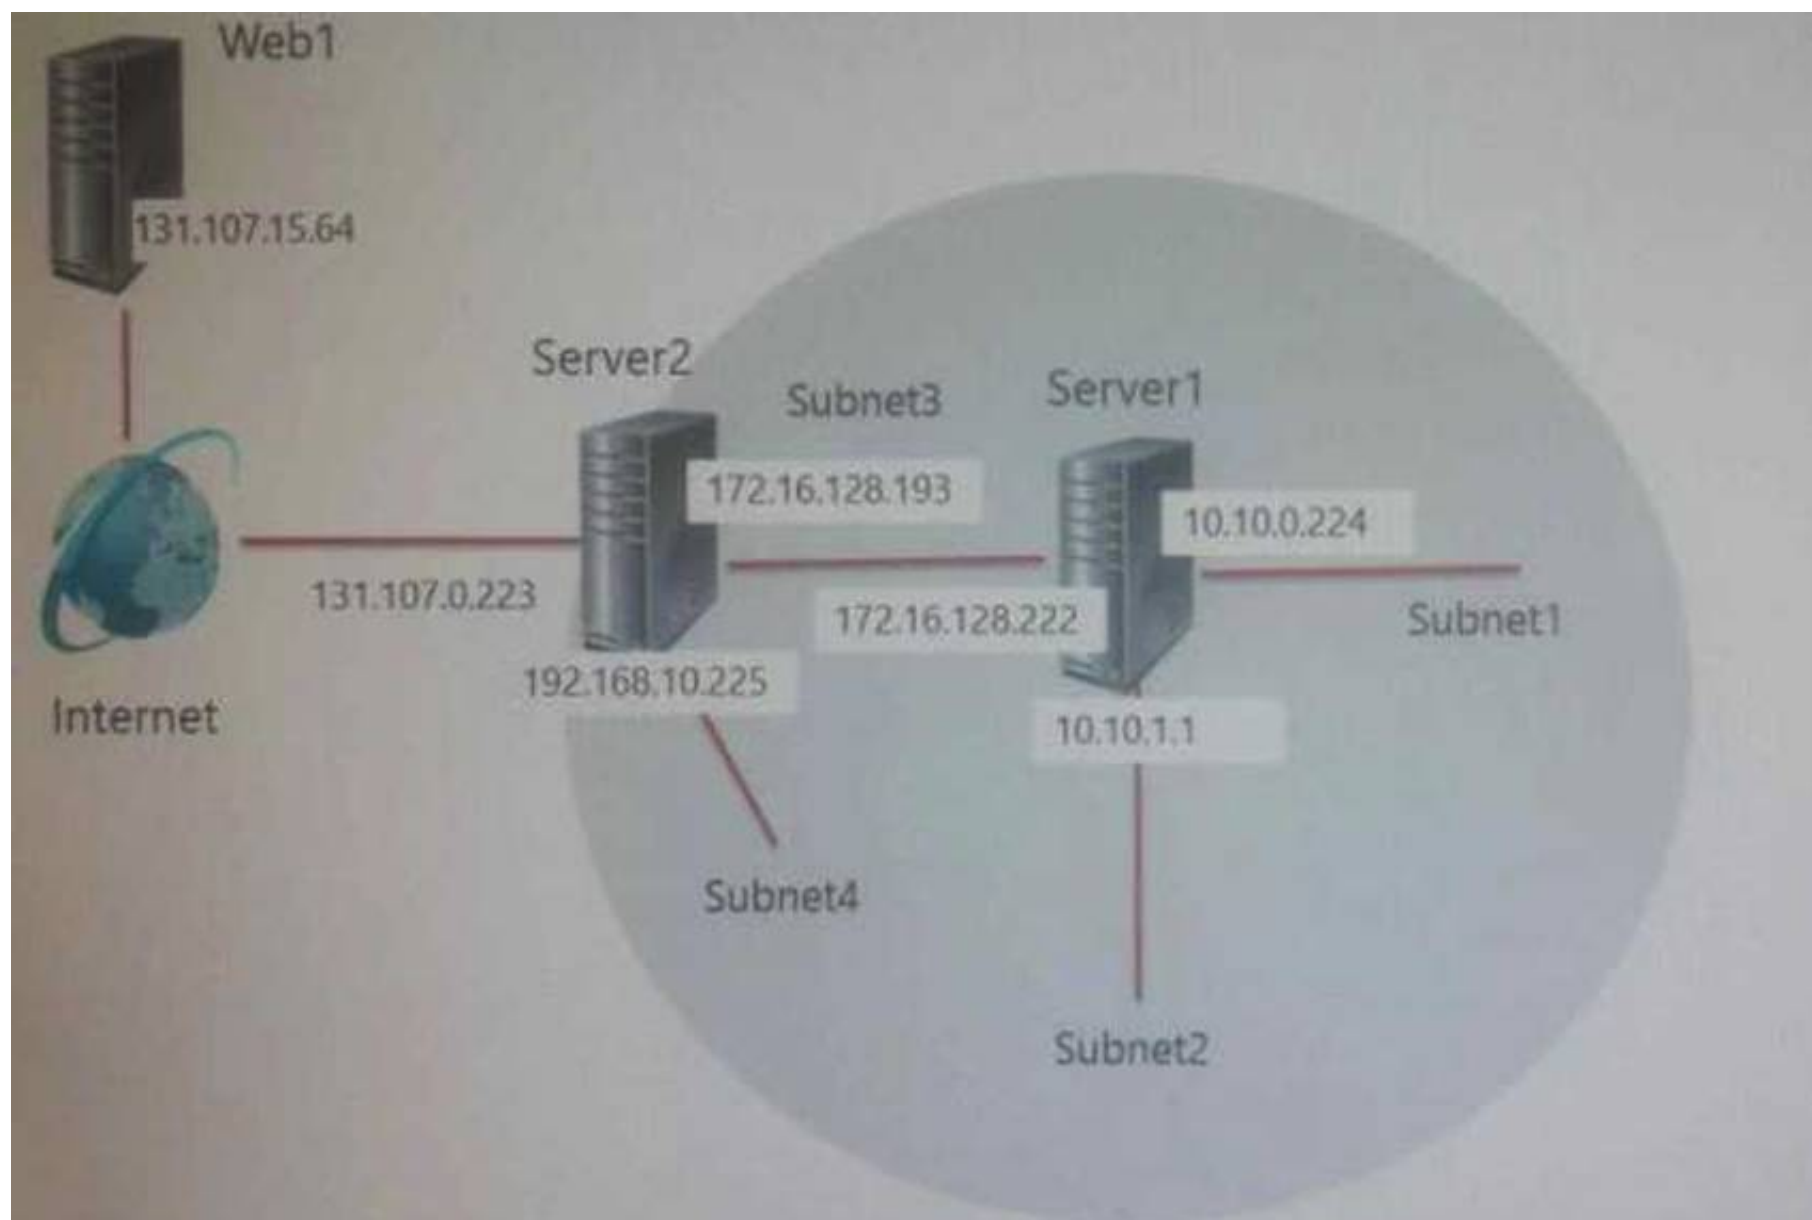 Web1
131.107.15.64
Server2
Subnet3
Server1
172.16.128.193
10.10.0.224
131.107.0.223
172.16.128.222
Subnet1
192.168.10.225
Internet
10.10.1.1
Subnet4
Subnet2